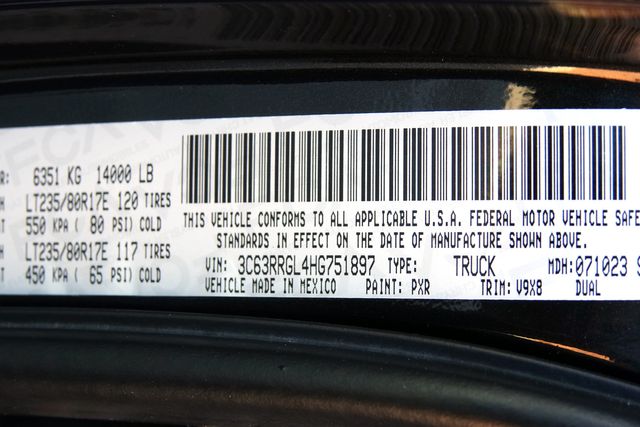 R: 6351 KG 14000 LB
H LT235/80R17E 120 TIRES
T 550 KPA ( 80 PSI) COLD
H LT235/80R17E 117 TIRES
T 450 KPA ( 65 PSI) COLD
THIS VEHICLE CONFORMS TO ALL APPLICABLE U.S.A. FEDERAL MOTOR VEHICLE SAFE
STANDARDS IN EFFECT ON THE DATE OF MANUFACTURE SHOWN ABOVE.
VIN: 3C63RRGL4HG751897 TYPE: TRUCK MDH: 071023 S
VEHICLE MADE IN MEXICO PAINT: PXR TRIM: V9X8 DUAL